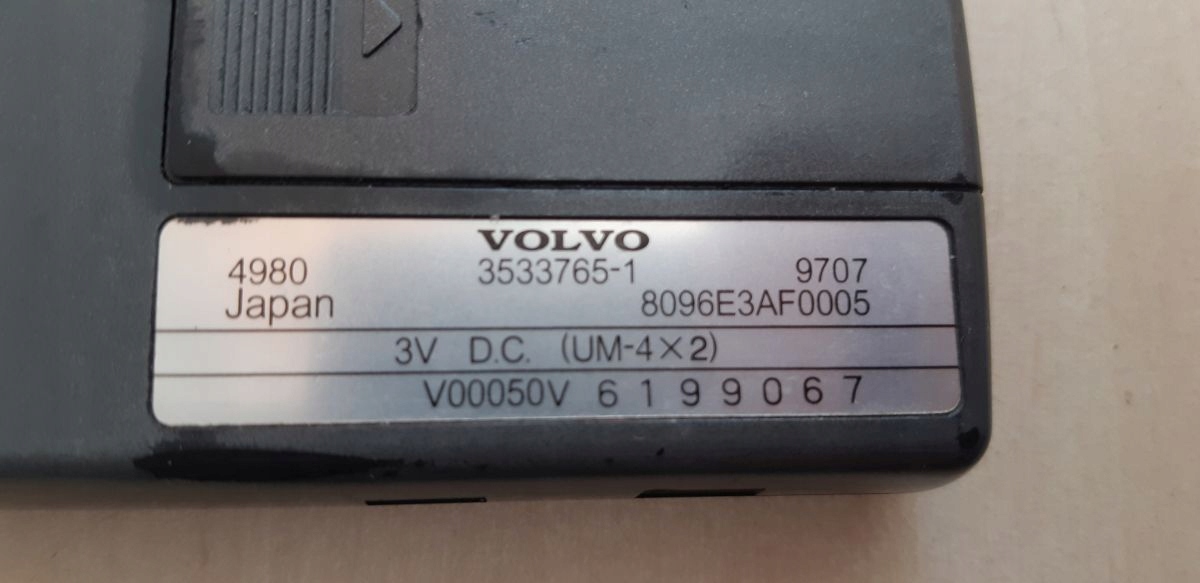 VOLVO
4980 3533765-1 9707
Japan 8096E3AF0005
3V D.C. (UM-4×2)
V00050V 6199067